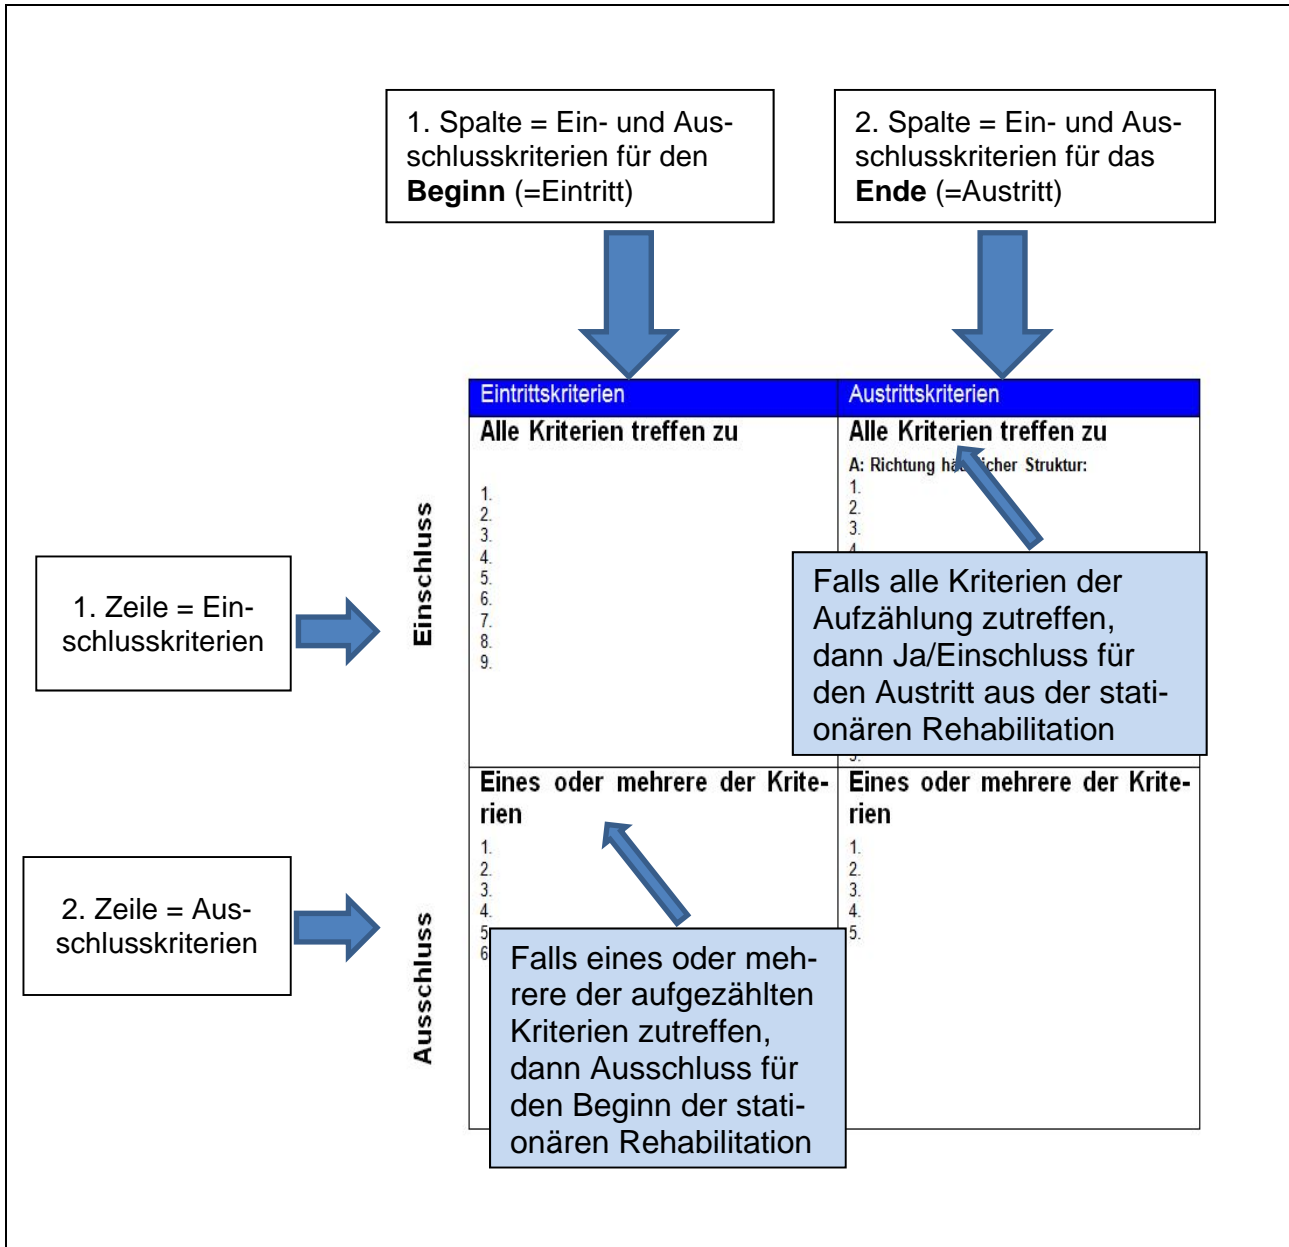 1. Spalte = Ein- und Aus-
schlusskriterien für den
Beginn (=Eintritt)
2. Spalte = Ein- und Aus-
schlusskriterien für das
Ende (=Austritt)
Eintrittskriterien
Austrittskriterien
Einschluss
Alle Kriterien treffen zu
1.
2.
3.
4.
5.
6.
7.
8.
9.
Alle Kriterien treffen zu
A: Richtung häuslicher Struktur:
1.
2.
3.
4.
Falls alle Kriterien der
Aufzählung zutreffen,
dann Ja/Einschluss für
den Austritt aus der stati-
onären Rehabilitation
1. Zeile = Ein-
schlusskriterien
Ausschluss
Eines oder mehrere der Krite-
rien
1.
2.
3.
4.
5.
6
Eines oder mehrere der Krite-
rien
1.
2.
3.
4.
5.
2. Zeile = Aus-
schlusskriterien
Falls eines oder meh-
rere der aufgezählten
Kriterien zutreffen,
dann Ausschluss für
den Beginn der stati-
onären Rehabilitation